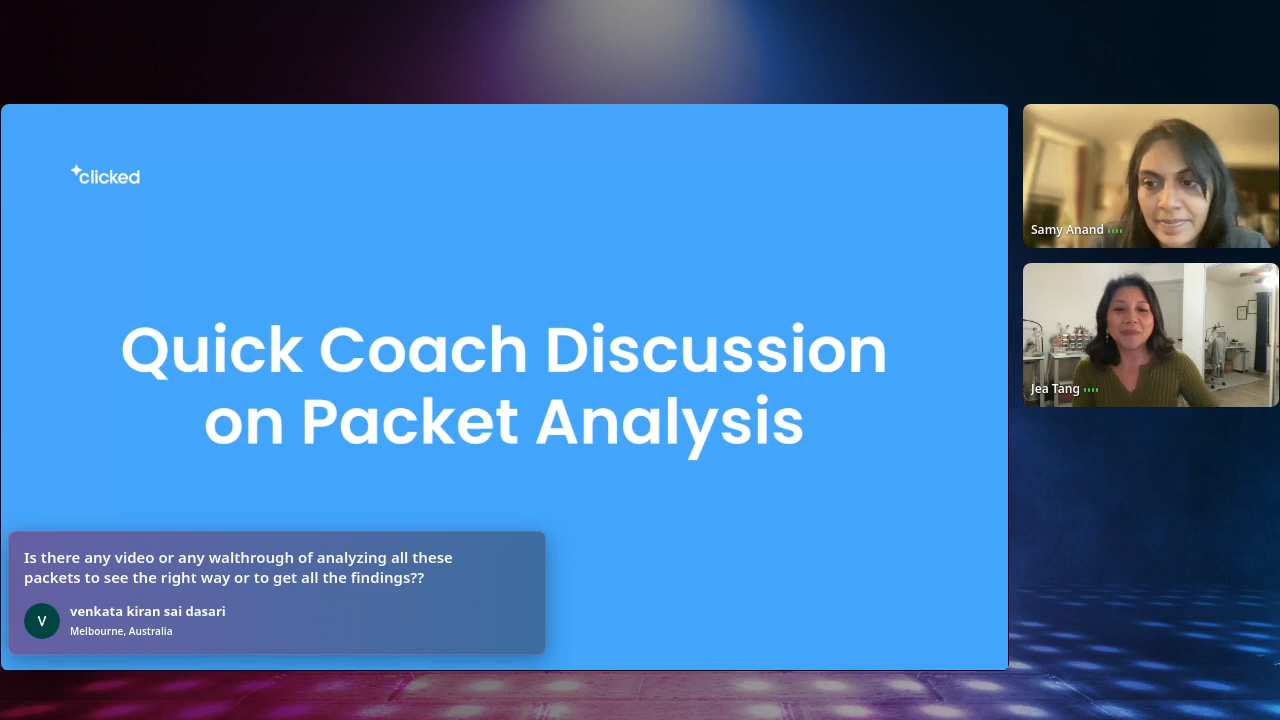 clicked
Quick Coach Discussion
on Packet Analysis
Is there any video or any walthrough of analyzing all these
packets to see the right way or to get all the findings??
V
venkata kiran sai dasari
Melbourne, Australia
Samy Anand
Jea Tang